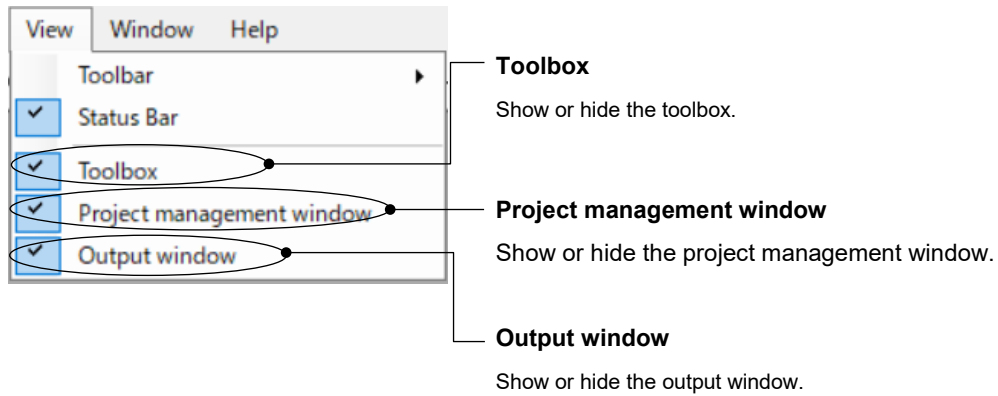 View Window Help
Toolbar
Status Bar
Toolbox
Project management window
Output window
Toolbox
Show or hide the toolbox.
Project management window
Show or hide the project management window.
Output window
Show or hide the output window.